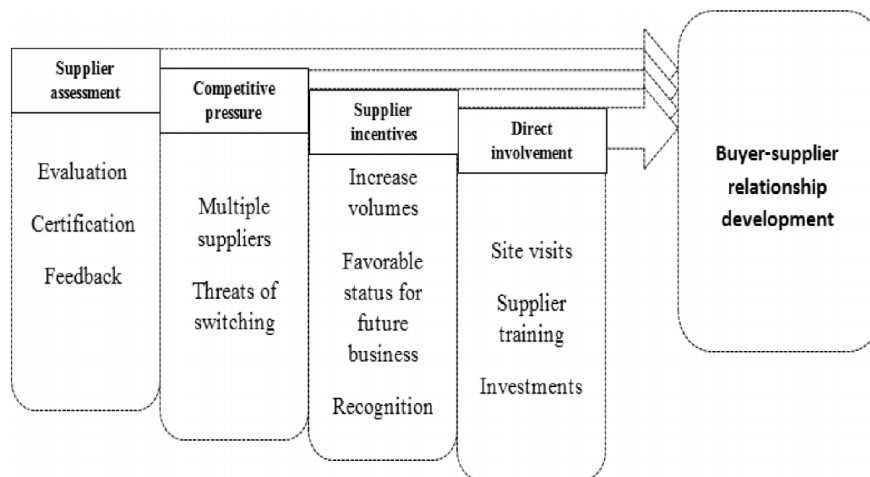 Supplier
assessment
Evaluation
Certification
Feedback
Competitive
pressure
Multiple
suppliers
Threats of
switching
Supplier
incentives
Increase
volumes
Favorable
status for
future
business
Recognition
Direct
involvement
Site visits
Supplier
training
Investments
Buyer-supplier
relationship
development